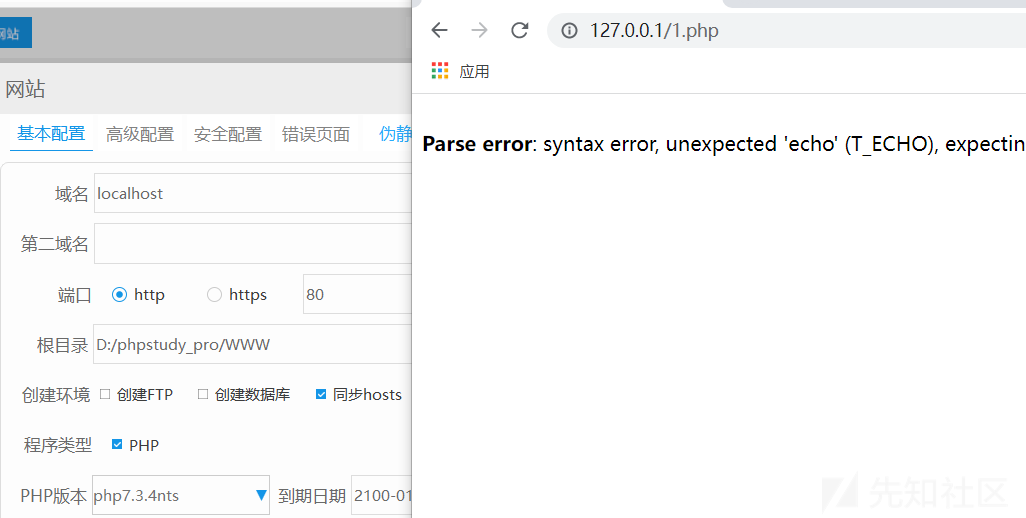 网站
网站
基本配置 高级配置 安全配置 错误页面 伪静
域名 localhost
第二域名
端口 http https 80
根目录 D:/phpstudy_pro/WWW
创建环境 创建FTP 创建数据库 同步hosts
程序类型 PHP
PHP版本 php7.3.4nts 到期日期 2100-01
127.0.0.1/1.php
应用
Parse error: syntax error, unexpected 'echo' (T_ECHO), expectin
先知社区